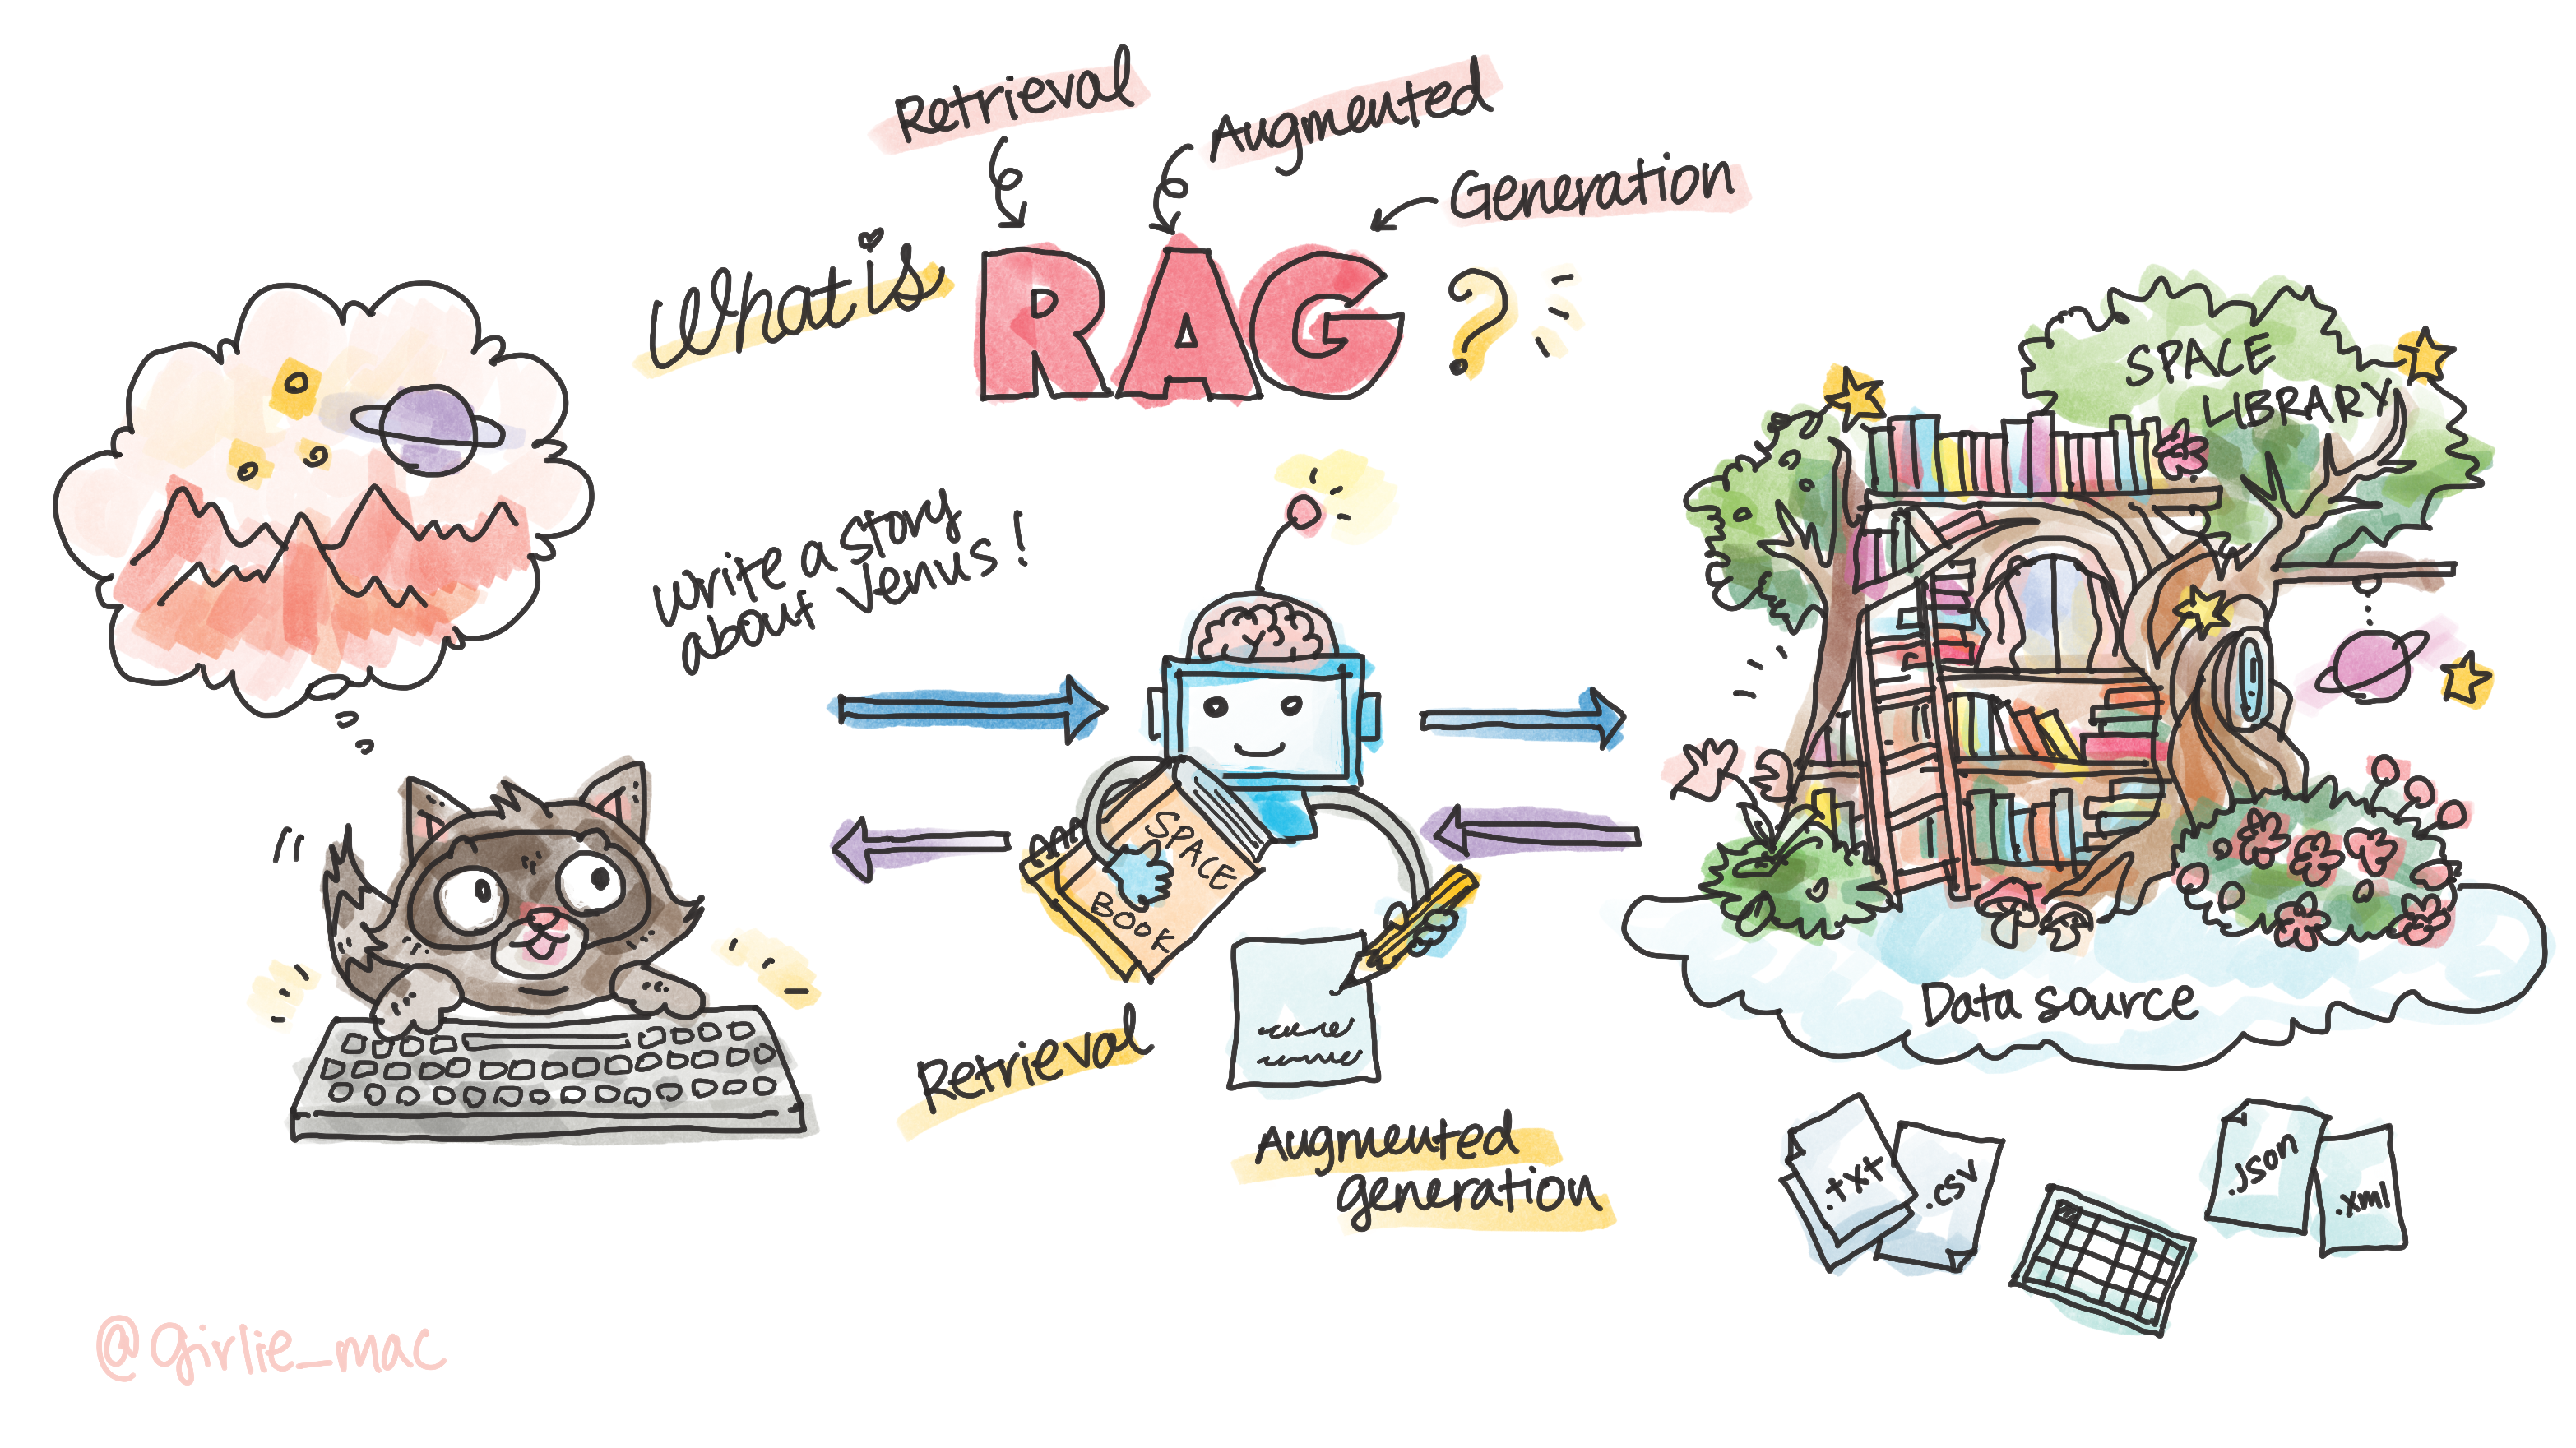 Retrieval
Augmented
Generation
What is RAG ?
SPACE
LIBRARY
Write a story
about Venus!
SPACE
BOOK
Data source
Retrieval
Augmented
generation
.txt
.csv
.json
.xml
@girlie_mac